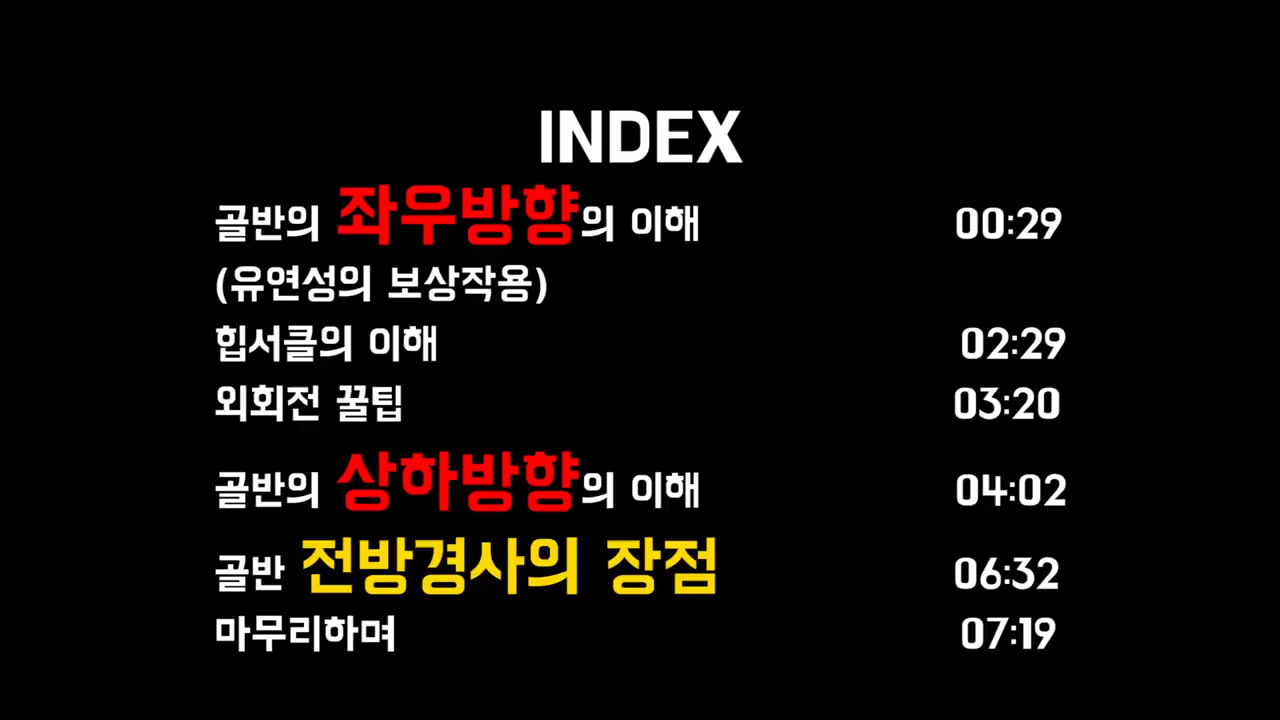 INDEX
골반의 좌우방향의 이해 00:29
(유연성의 보상작용)
힙서클의 이해 02:29
외회전 꿀팁 03:20
골반의 상하방향의 이해 04:02
골반 전방경사의 장점 06:32
마무리하며 07:19